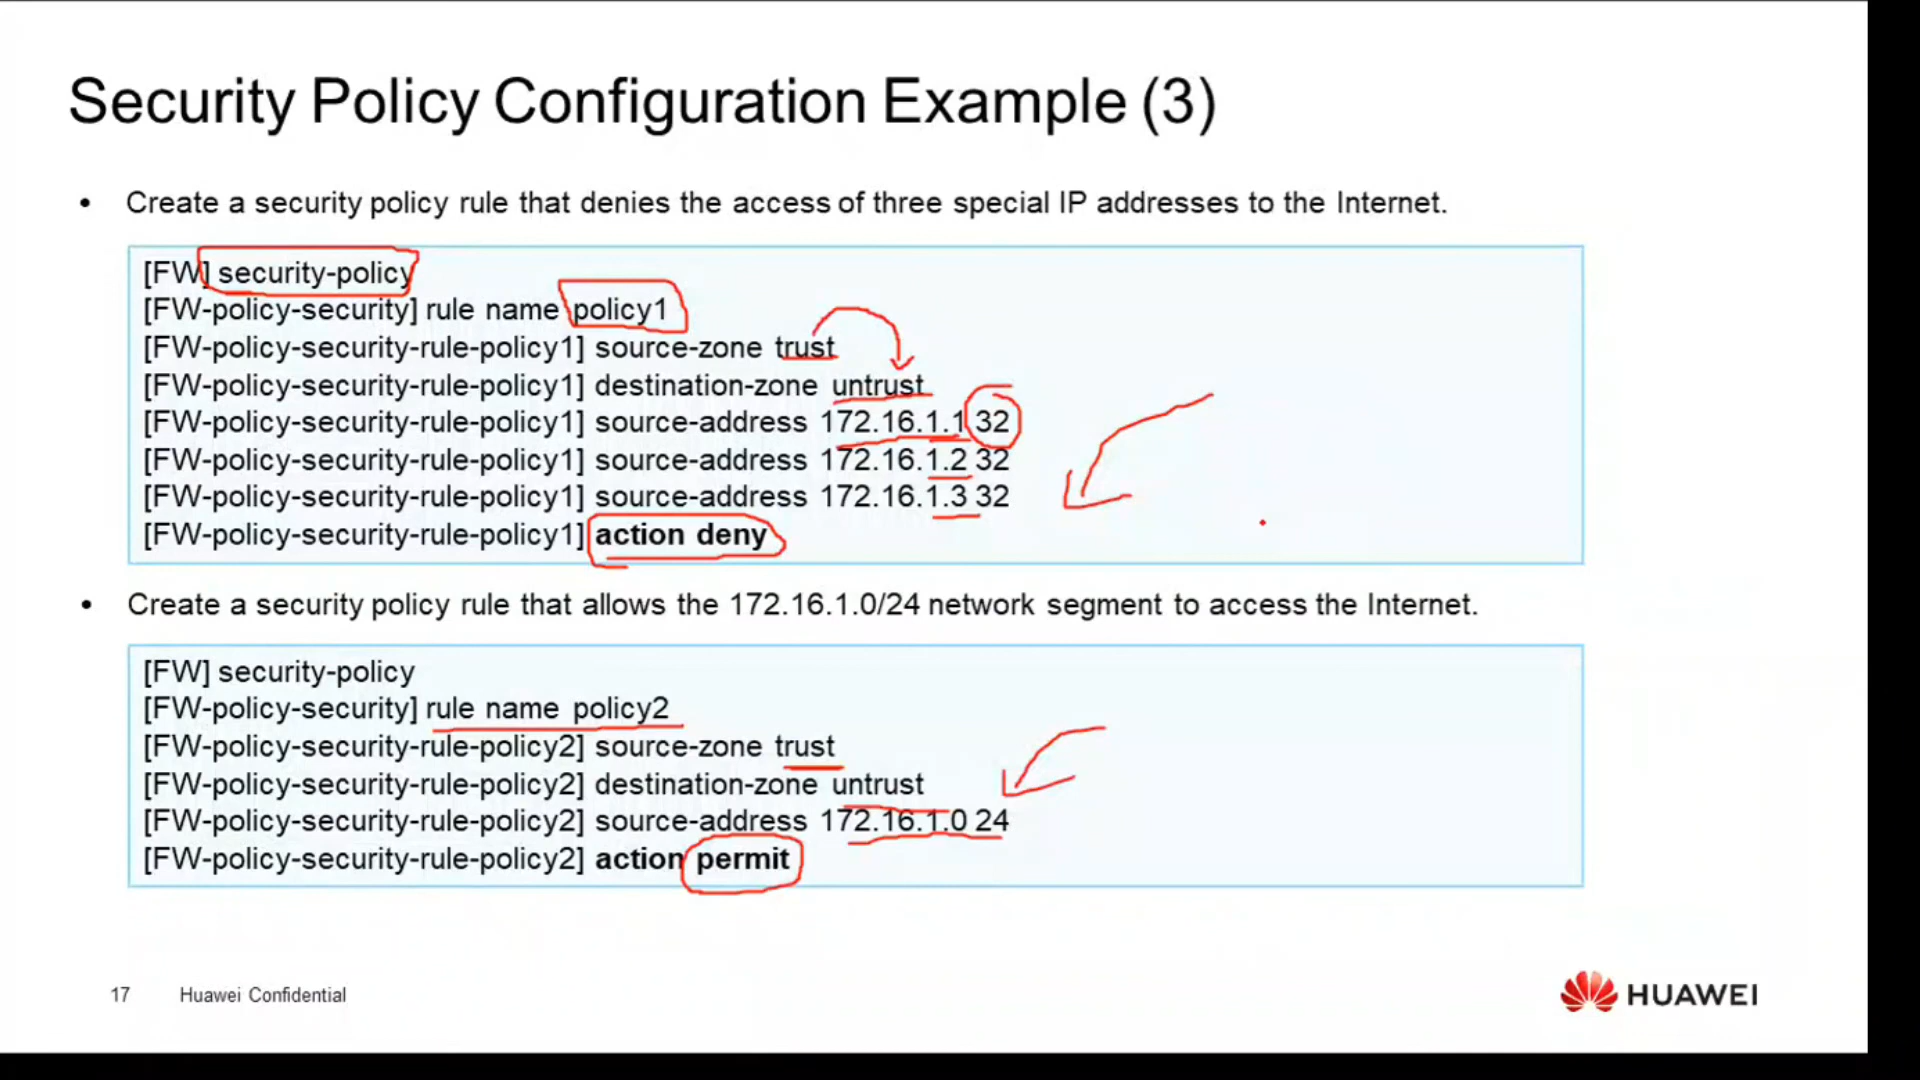 Security Policy Configuration Example (3)
• Create a security policy rule that denies the access of three special IP addresses to the Internet.
[FW] security-policy
[FW-policy-security] rule name policy1
[FW-policy-security-rule-policy1] source-zone trust
[FW-policy-security-rule-policy1] destination-zone untrust
[FW-policy-security-rule-policy1] source-address 172.16.1.1 32
[FW-policy-security-rule-policy1] source-address 172.16.1.2 32
[FW-policy-security-rule-policy1] source-address 172.16.1.3 32
[FW-policy-security-rule-policy1] action deny
• Create a security policy rule that allows the 172.16.1.0/24 network segment to access the Internet.
[FW] security-policy
[FW-policy-security] rule name policy2
[FW-policy-security-rule-policy2] source-zone trust
[FW-policy-security-rule-policy2] destination-zone untrust
[FW-policy-security-rule-policy2] source-address 172.16.1.0 24
[FW-policy-security-rule-policy2] action permit
17 Huawei Confidential
HUAWEI